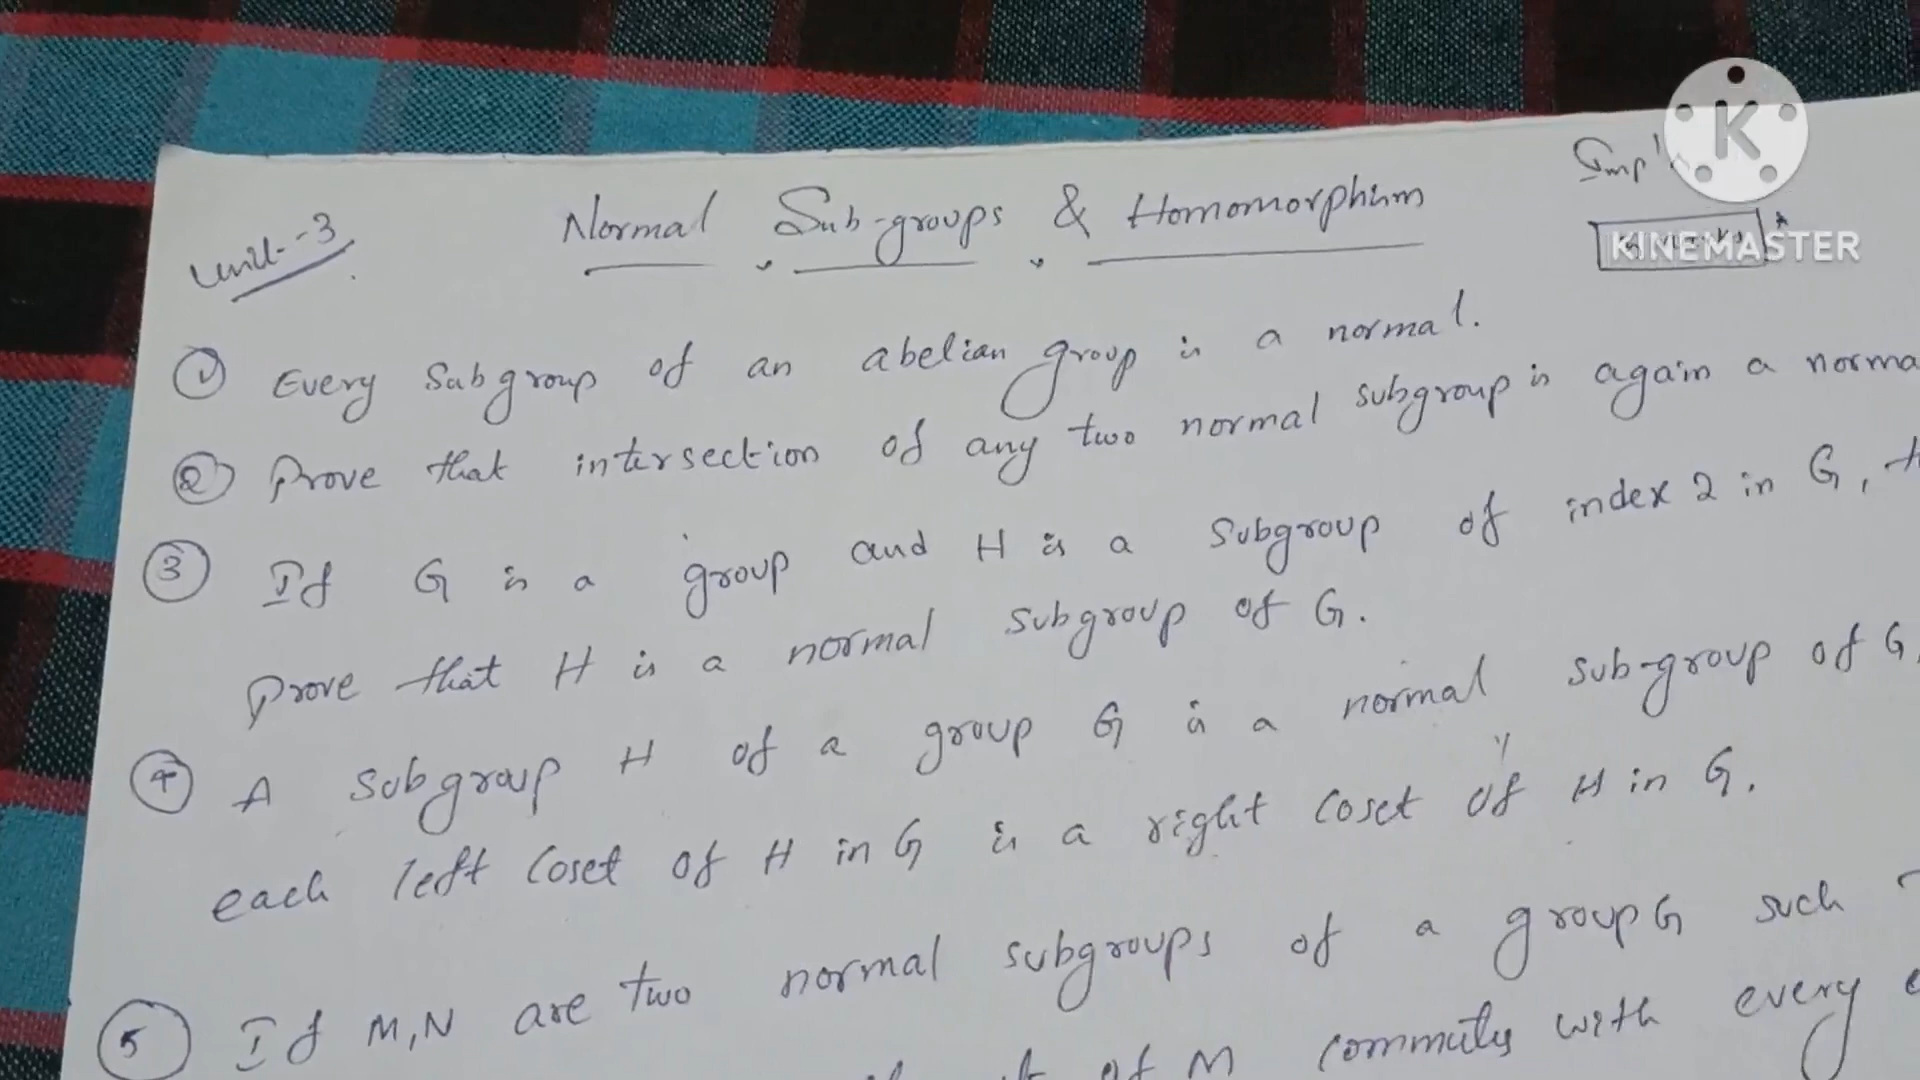 Imp
KINEMASTER
Unit-3
Normal Sub-groups & Homomorphism
① Every Subgroup of an abelian group is a normal.
② Prove that intersection of any two normal subgroup is again a norma
③ If G is a group and H is a subgroup of index 2 in G,
Prove that H is a normal subgroup of G.
④ A subgroup H of a group G is a normal sub-group of G,
each left Coset of H in G is a right Coset of H in G.
⑤ If M,N are two normal subgroups of a group G such
of M commutes with every